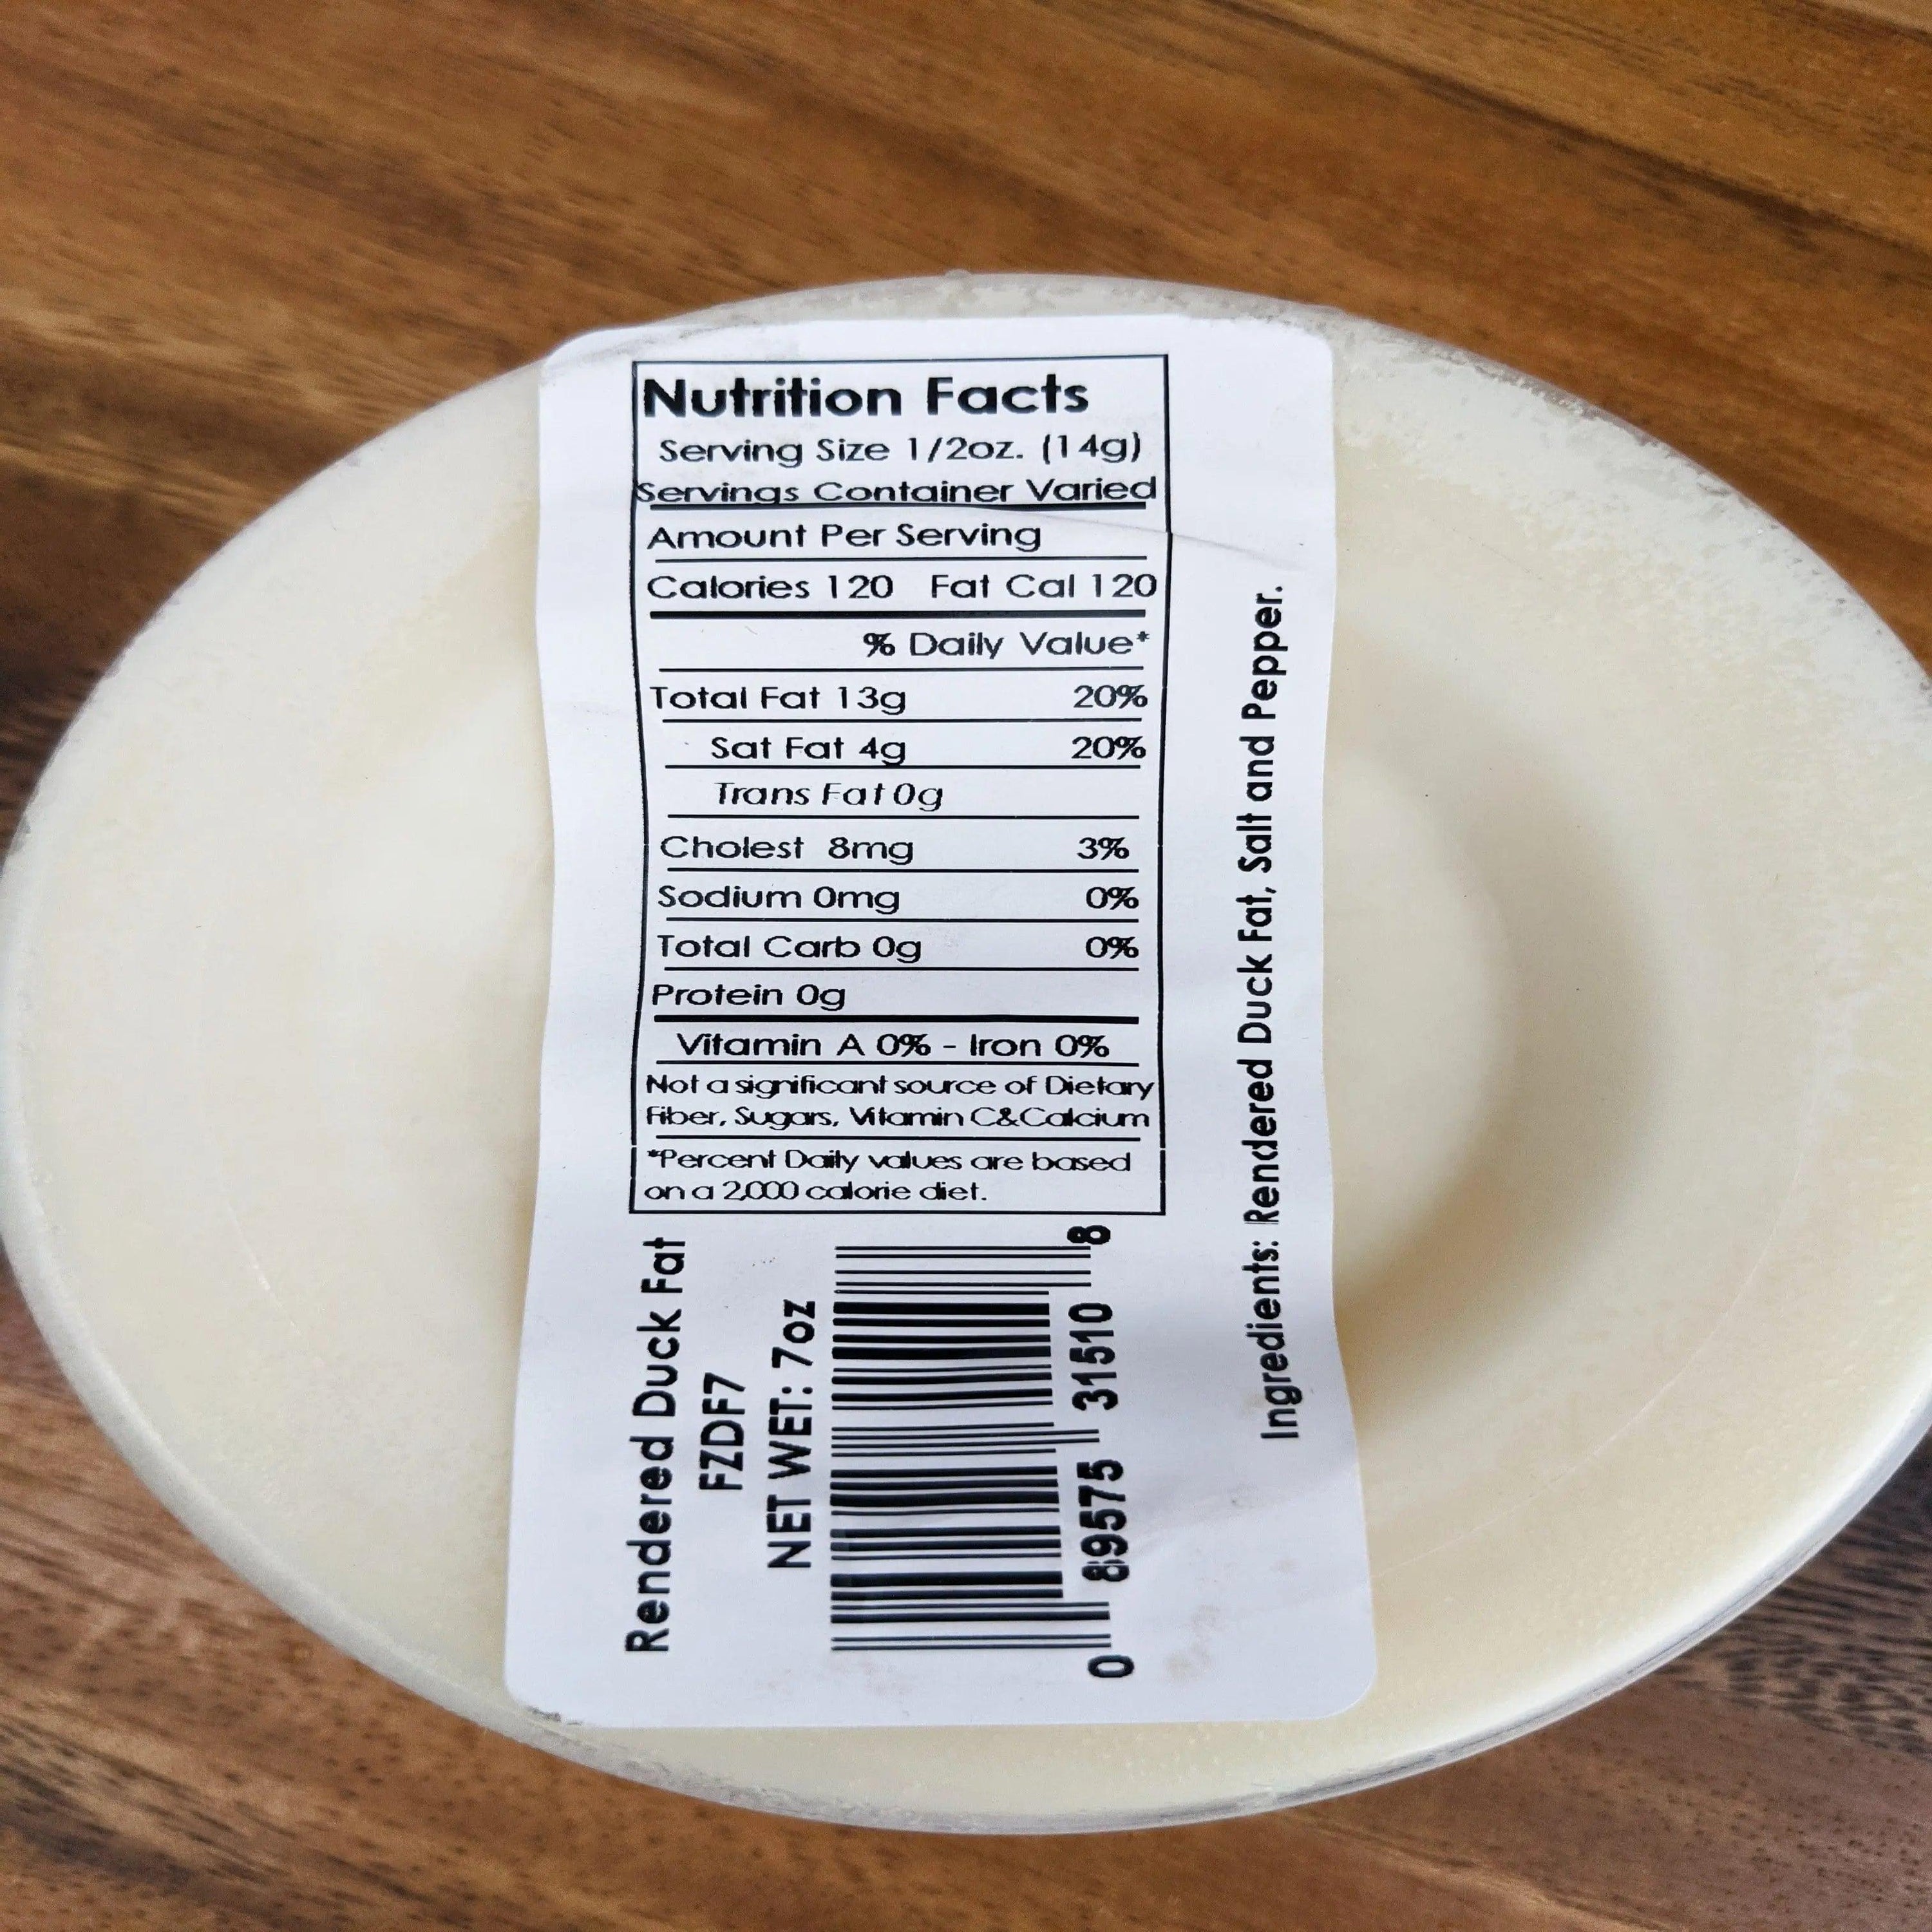 Nutrition Facts
Serving Size 1/2oz. (14g)
Servings Container Varied
Amount Per Serving
Calories 120 Fat Cal 120
% Daily Value*
Total Fat 13g 20%
Sat Fat 4g 20%
Trans Fat 0g
Cholest 8mg 3%
Sodium 0mg 0%
Total Carb 0g 0%
Protein 0g
Vitamin A 0% - Iron 0%
Not a significant source of Dietary
Fiber, Sugars, Vitamin C&Calcium
*Percent Daily values are based
on a 2,000 calorie diet.
Rendered Duck Fat
FZDF7
NET WET: 7oz
0 89575 31510 8
Ingredients: Rendered Duck Fat, Salt and Pepper.